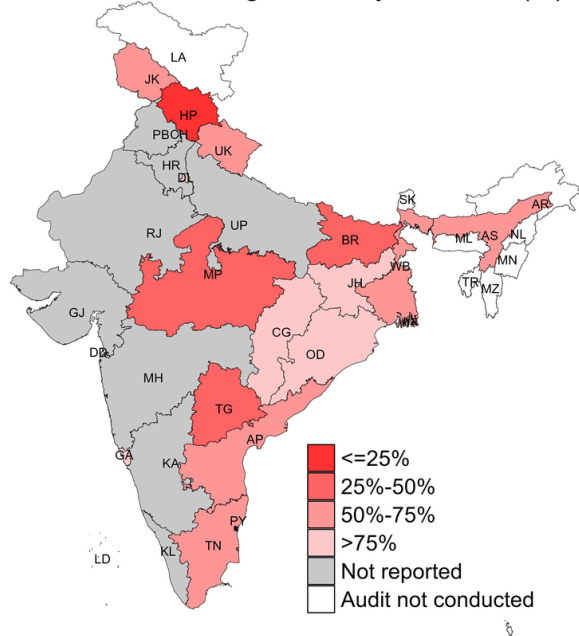 LA
JK
HP
PBCH
UK
HR
DL
SK
AR
RJ
UP
BR
ML
AS
NL
MN
WB
MP
JH
TR
MZ
GJ
CG
DD
OD
MH
TG
AP
GA
KA
<=25%
25%-50%
50%-75%
PY
>75%
KL
TN
LD
Not reported
Audit not conducted